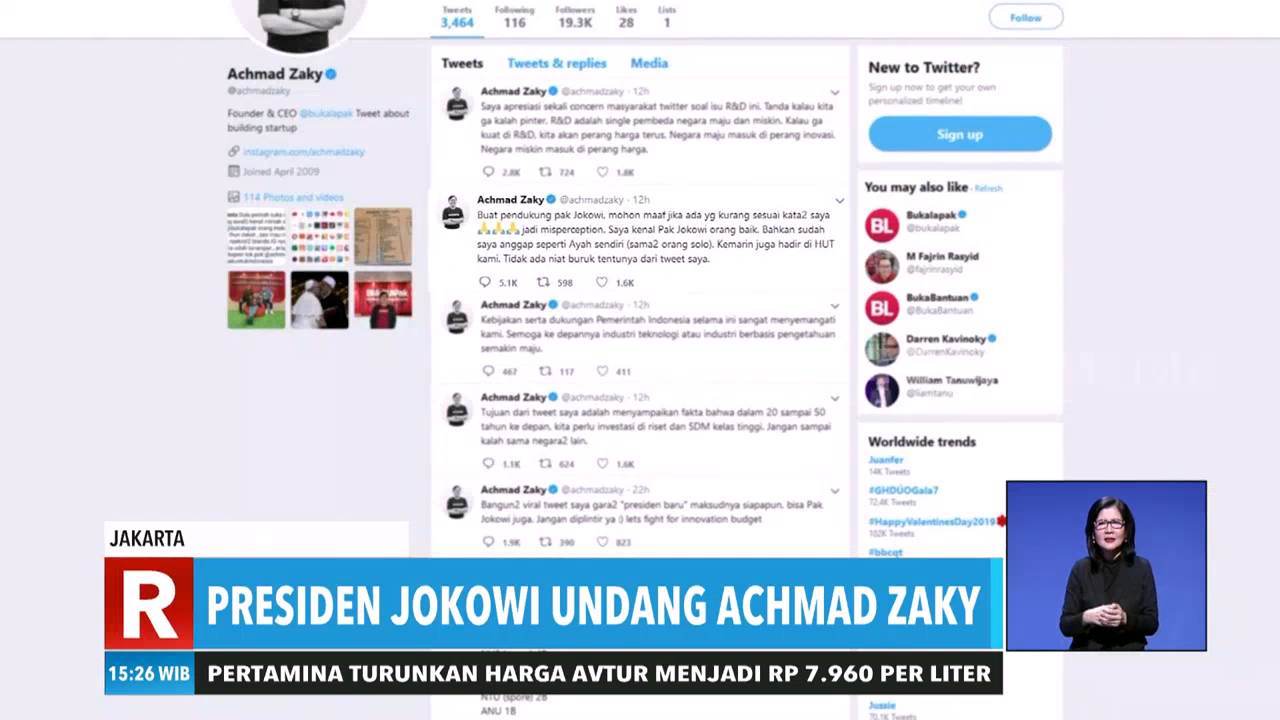 Tweets Following Followers Likes Lists
3,464 116 19.3K 28 1
Follow
Achmad Zaky
@achmadzaky
Founder & CEO @bukalapak Tweet about
building startup
instagram.com/achmadzaky
Joined April 2009
114 Photos and videos
Tweets Tweets & replies Media
Achmad Zaky @achmadzaky · 12h
Saya apresiasi sekali concern masyarakat twitter soal isu R&D ini. Tanda kalau kita
ga kalah pinter. R&D adalah single pembeda negara maju dan miskin. Kalau ga
kuat di R&D, kita akan perang harga terus. Negara maju masuk di perang inovasi.
Negara miskin masuk di perang harga.
2.8K 724 1.8K
Achmad Zaky @achmadzaky · 12h
Buat pendukung pak Jokowi, mohon maaf jika ada yg kurang sesuai kata2 saya
🙏🙏🙏 jadi misperception. Saya kenal Pak Jokowi orang baik. Bahkan sudah
saya anggap seperti Ayah sendiri (sama2 orang solo). Kemarin juga hadir di HUT
kami. Tidak ada niat buruk tentunya dari tweet saya.
5.1K 598 1.6K
Achmad Zaky @achmadzaky · 12h
Kebijakan serta dukungan Pemerintah Indonesia selama ini sangat menyemangati
kami. Semoga ke depannya industri teknologi atau industri berbasis pengetahuan
semakin maju.
462 117 411
Achmad Zaky @achmadzaky · 12h
Tujuan dari tweet saya adalah menyampaikan fakta bahwa dalam 20 sampai 50
tahun ke depan, kita perlu investasi di riset dan SDM kelas tinggi. Jangan sampai
kalah sama negara2 lain.
1.1K 624 1.6K
Achmad Zaky @achmadzaky · 22h
Bangun2 viral tweet saya gara2 "presiden baru" maksudnya siapapun, bisa Pak
Jokowi juga. Jangan diplintir ya :) lets fight for innovation budget
1.9K 390 823
NTU (spore) 2B
ANU 1B
New to Twitter?
Sign up now to get your own
personalized timeline!
Sign up
You may also like · Refresh
BL
Bukalapak
@bukalapak
M Fajrin Rasyid
@fajrinrasyid
BL
BukaBantuan
@BukaBantuan
Darren Kavinoky
@DarrenKavinoky
William Tanuwijaya
@liamtanu
Worldwide trends
Juanfer
14K Tweets
#GHDÚOGala7
72.4K Tweets
#HappyValentinesDay2019
102K Tweets
#bbcqt
Jussie
70.1K Tweets
JAKARTA
R PRESIDEN JOKOWI UNDANG ACHMAD ZAKY
15:26 WIB PERTAMINA TURUNKAN HARGA AVTUR MENJADI RP 7.960 PER LITER